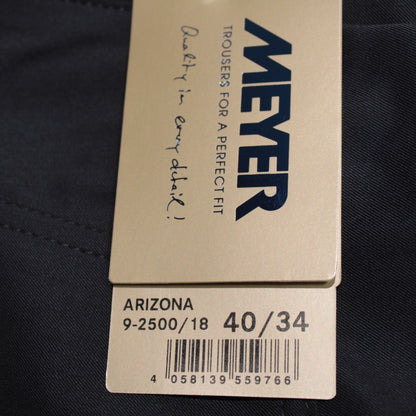 MEYER
TROUSERS FOR A PERFECT FIT
Quality in every detail!
ARIZONA
9-2500/18 40/34
4 058139 559766